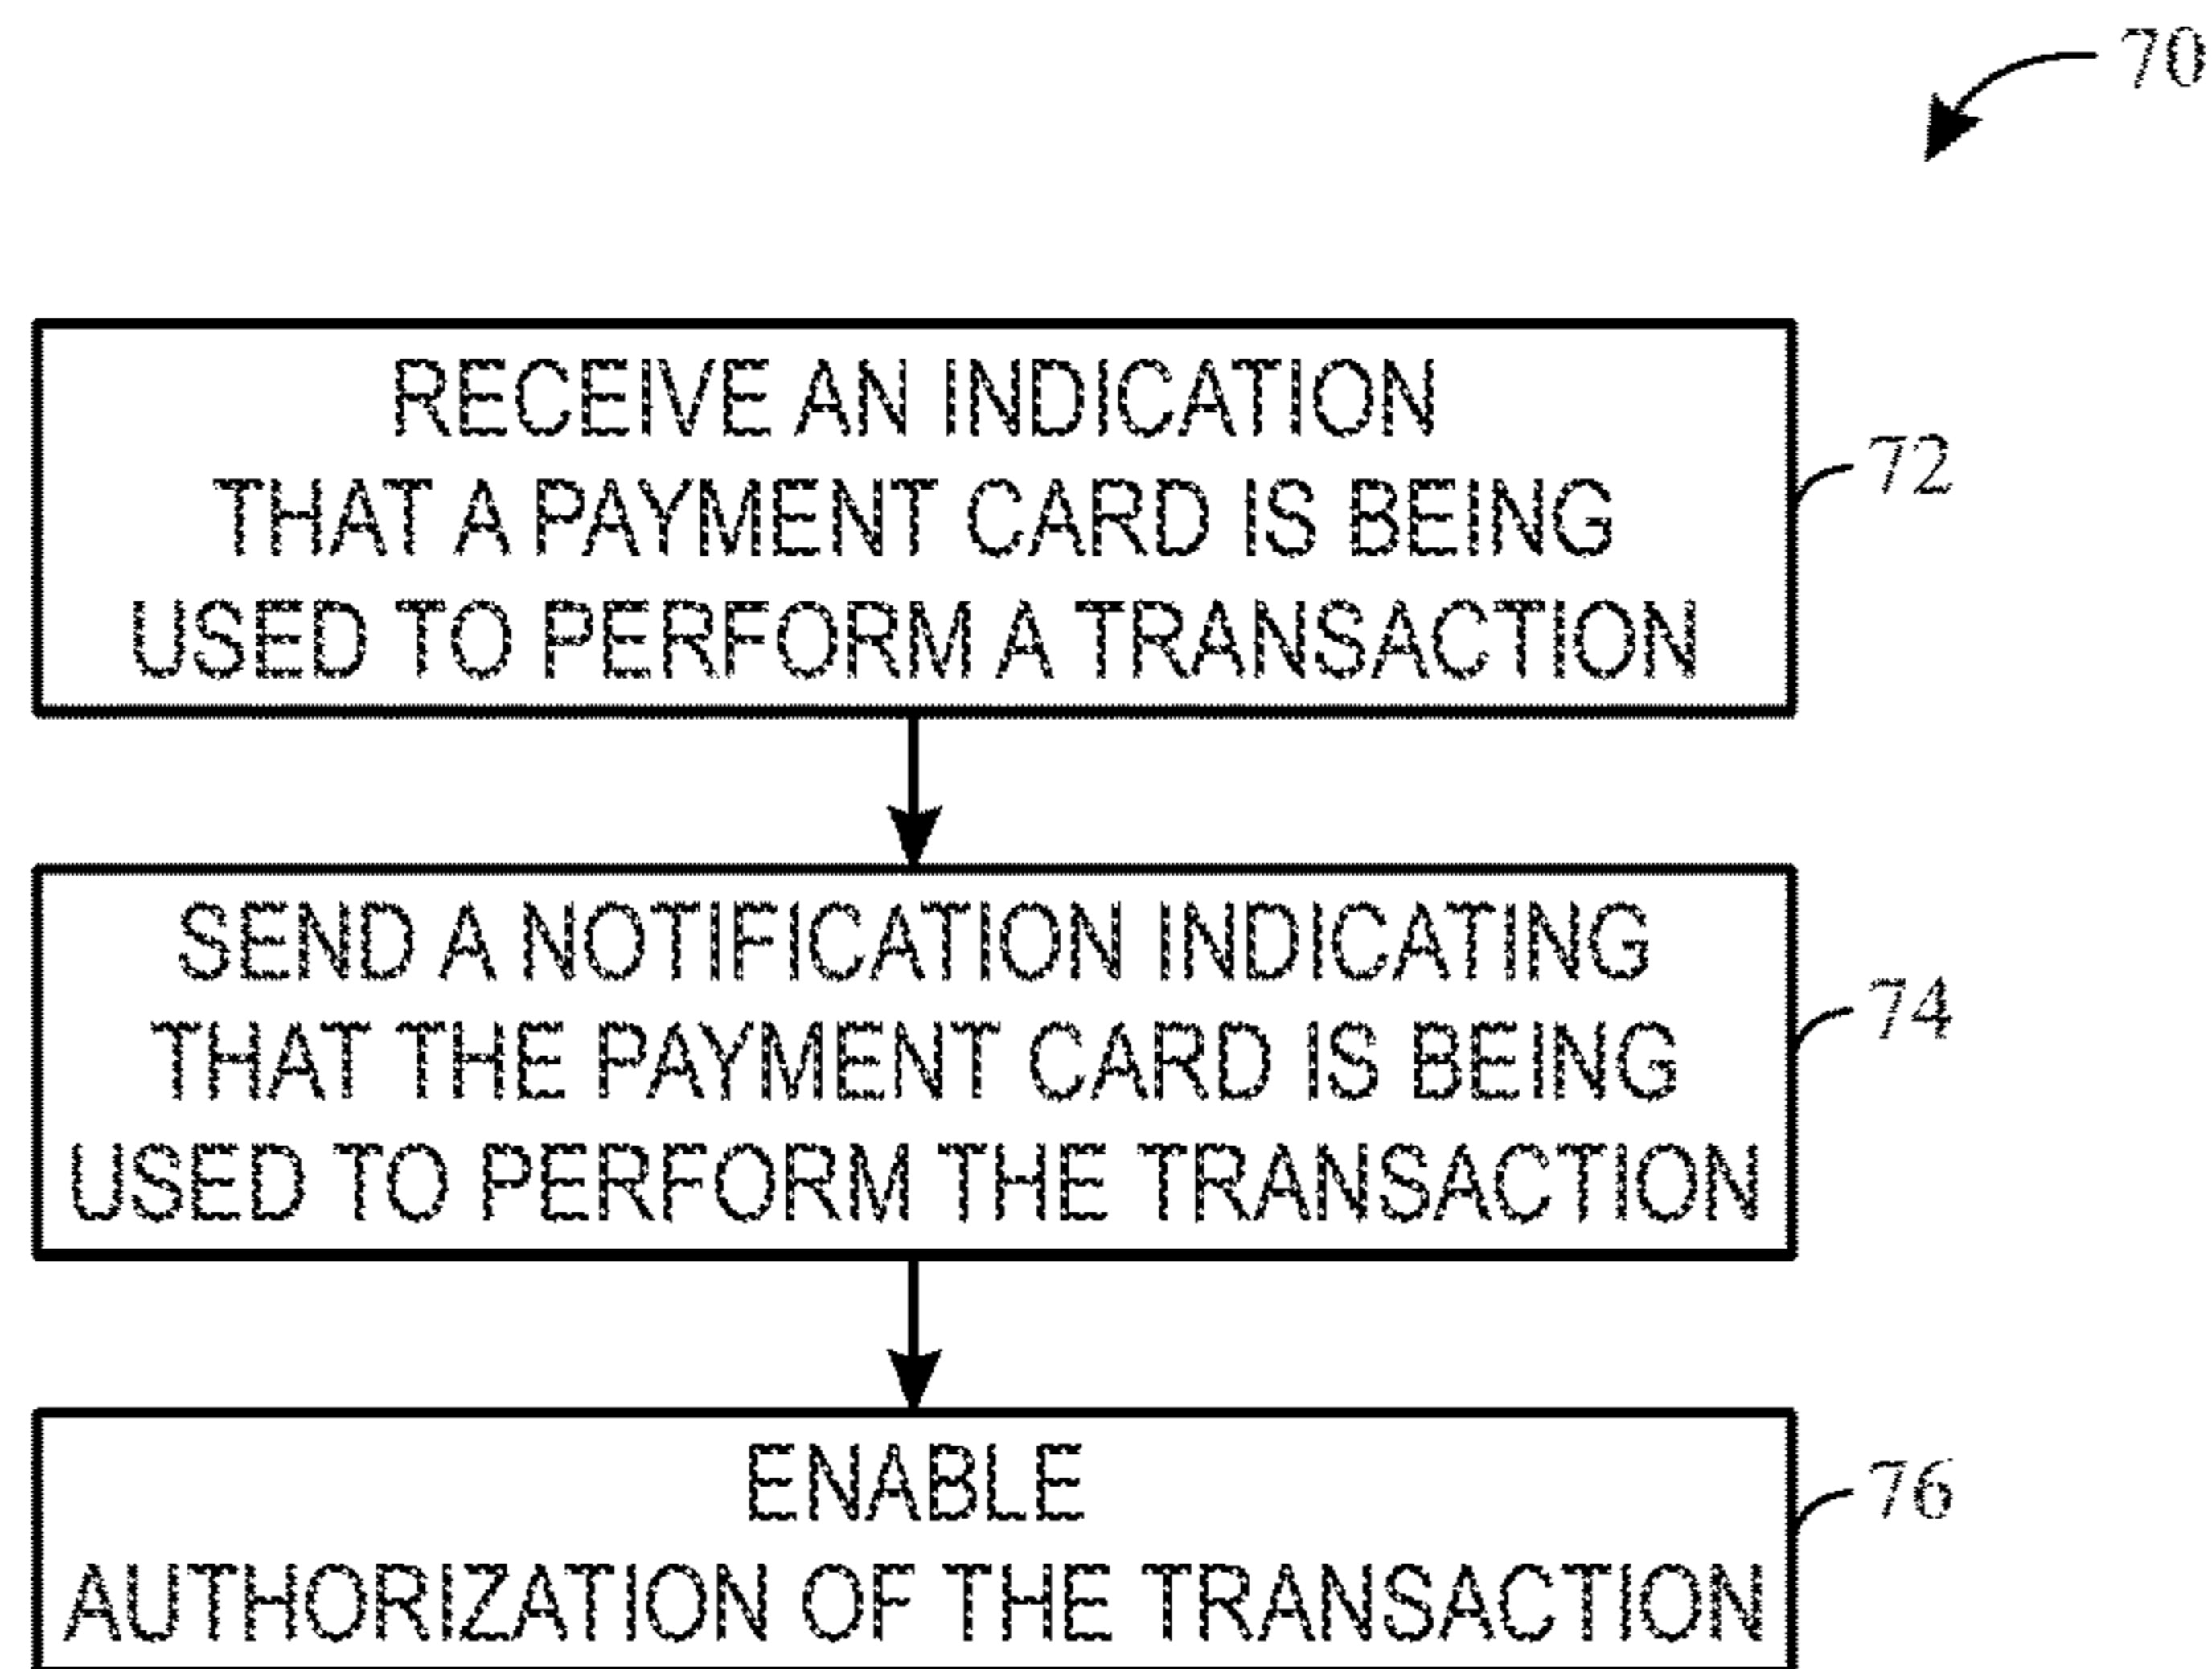 70
RECEIVE AN INDICATION
THAT A PAYMENT CARD IS BEING
USED TO PERFORM A TRANSACTION
72
SEND A NOTIFICATION INDICATING
THAT THE PAYMENT CARD IS BEING
USED TO PERFORM THE TRANSACTION
74
ENABLE
AUTHORIZATION OF THE TRANSACTION
76